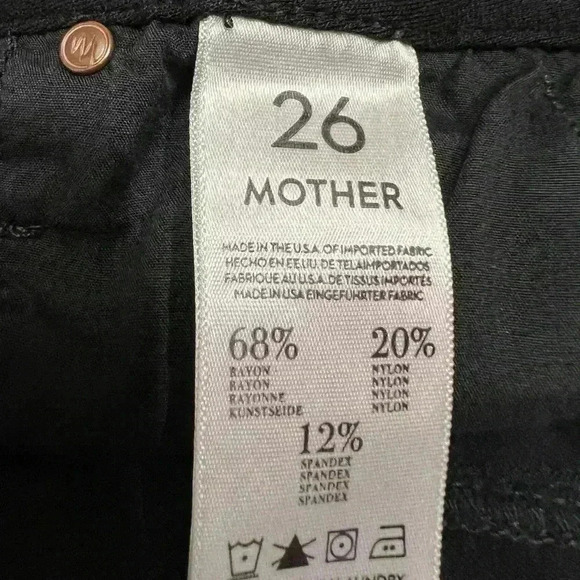 26
MOTHER
MADE IN THE U.S.A. OF IMPORTED FABRIC
HECHO EN EE.UU. DE TELA IMPORTADOS
FABRIQUE AU U.S.A. DE TISSUS IMPORTÉS
MADE IN USA EINGEFUHRTER FABRIC
68% 20%
RAYON NYLON
RAYON NYLON
RAYONNE NYLON
KUNSTSEIDE NYLON
12%
SPANDEX
SPANDEX
SPANDEX
SPANDEX